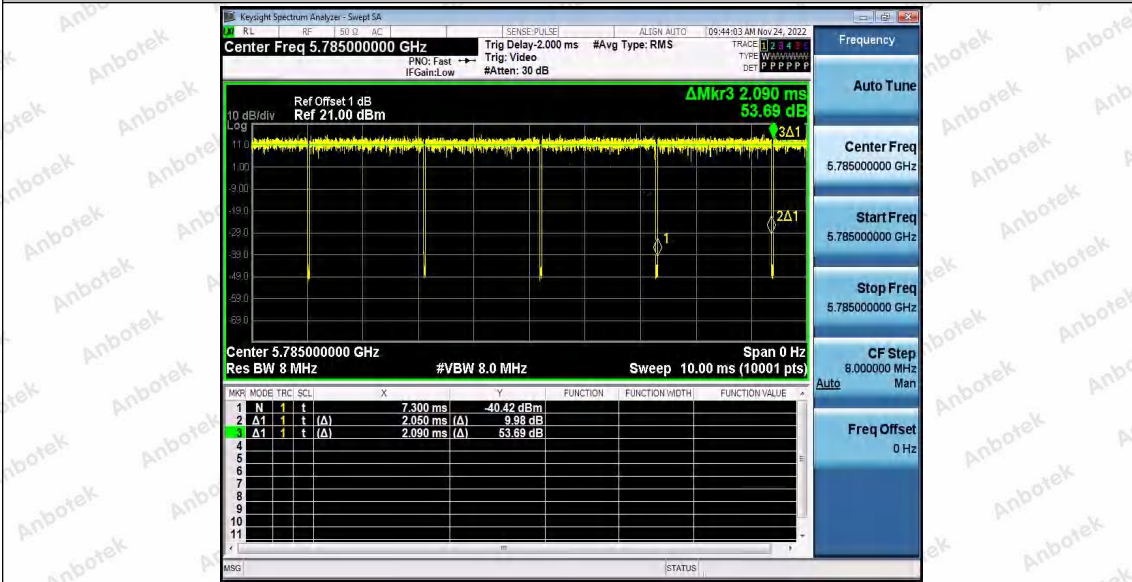 Keysight Spectrum Analyzer - Swept SA
RL RF 50 Ω AC SENSE:PULSE ALIGN AUTO 09:44:03 AM Nov 24, 2022
Center Freq 5.785000000 GHz Trig Delay-2.000 ms #Avg Type: RMS TRACE 1 2 3 4 5 6 Frequency
PNO: Fast Trig: Video TYPE WWWWWW
IFGain:Low #Atten: 30 dB DET P P P P P P
Auto Tune
ΔMkr3 2.090 ms
Ref Offset 1 dB
10 dB/div Ref 21.00 dBm 53.69 dB
Log
3Δ1
11.0
Center Freq
5.785000000 GHz
1.00
-9.00
-19.0
2Δ1
Start Freq
5.785000000 GHz
-29.0
1
-39.0
-49.0
Stop Freq
5.785000000 GHz
-59.0
-69.0
Center 5.785000000 GHz Span 0 Hz
Res BW 8 MHz #VBW 8.0 MHz Sweep 10.00 ms (10001 pts)
CF Step
8.000000 MHz
Auto Man
MKR MODE TRC SCL X Y FUNCTION FUNCTION WIDTH FUNCTION VALUE
1 N 1 t 7.300 ms -40.42 dBm
2 Δ1 1 t (Δ) 2.050 ms (Δ) 9.98 dB
3 Δ1 1 t (Δ) 2.090 ms (Δ) 53.69 dB
4
5
6
7
8
9
10
11
Freq Offset
0 Hz
MSG STATUS
Anbotek